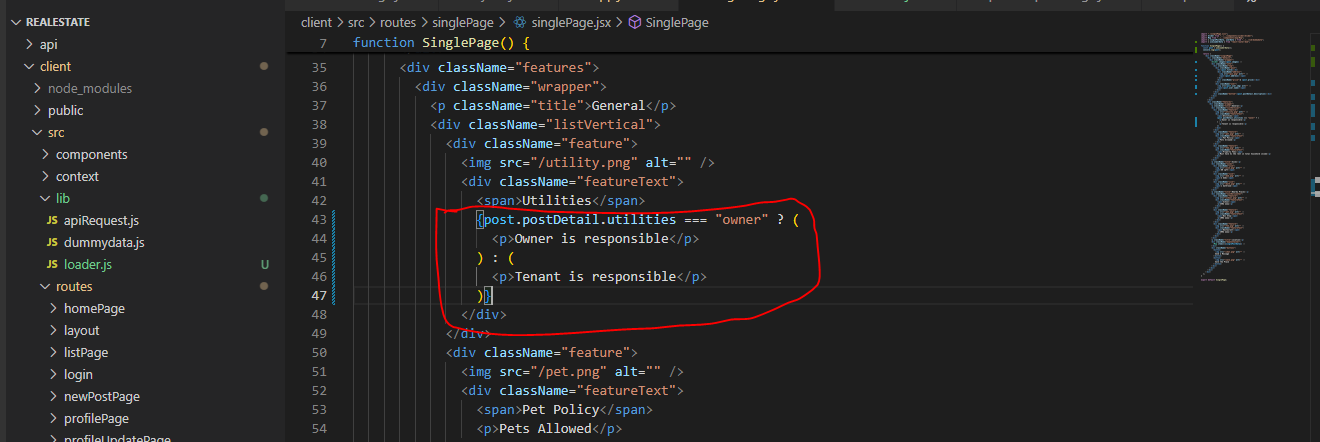 REALESTATE
api
client
node_modules
public
src
components
context
lib
JS apiRequest.js
JS dummydata.js
JS loader.js U
routes
homePage
layout
listPage
login
newPostPage
profilePage
profileUpdatePage
client > src > routes > singlePage > singlePage.jsx > SinglePage
7 function SinglePage() {
35 <div className="features">
36 <div className="wrapper">
37 <p className="title">General</p>
38 <div className="listVertical">
39 <div className="feature">
40 <img src="/utility.png" alt="" />
41 <div className="featureText">
42 <span>Utilities</span>
43 {post.postDetail.utilities === "owner" ? (
44 <p>Owner is responsible</p>
45 ) : (
46 <p>Tenant is responsible</p>
47 )}
48 </div>
49 </div>
50 <div className="feature">
51 <img src="/pet.png" alt="" />
52 <div className="featureText">
53 <span>Pet Policy</span>
54 <p>Pets Allowed</p>